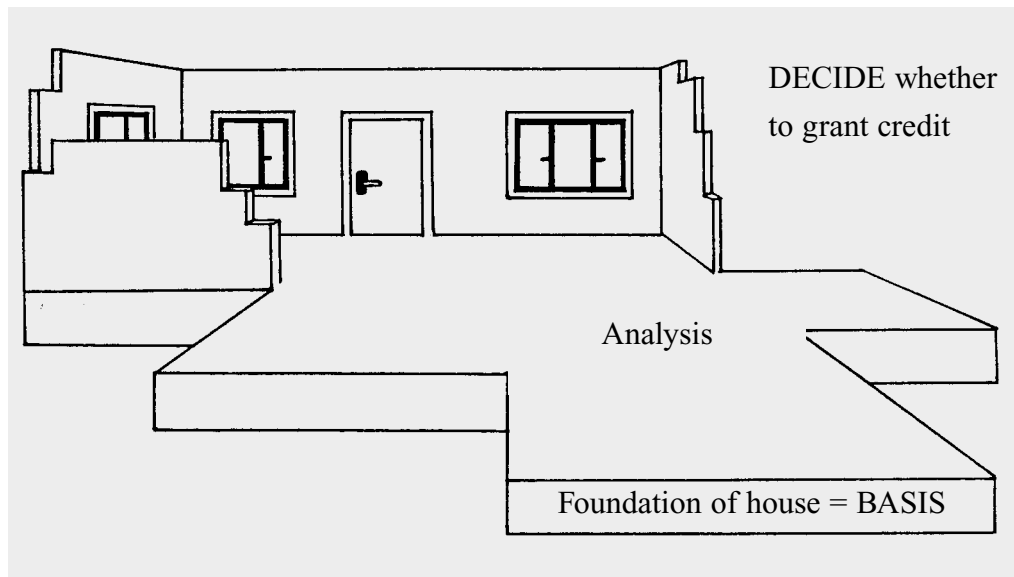 DECIDE whether
to grant credit
Analysis
Foundation of house = BASIS